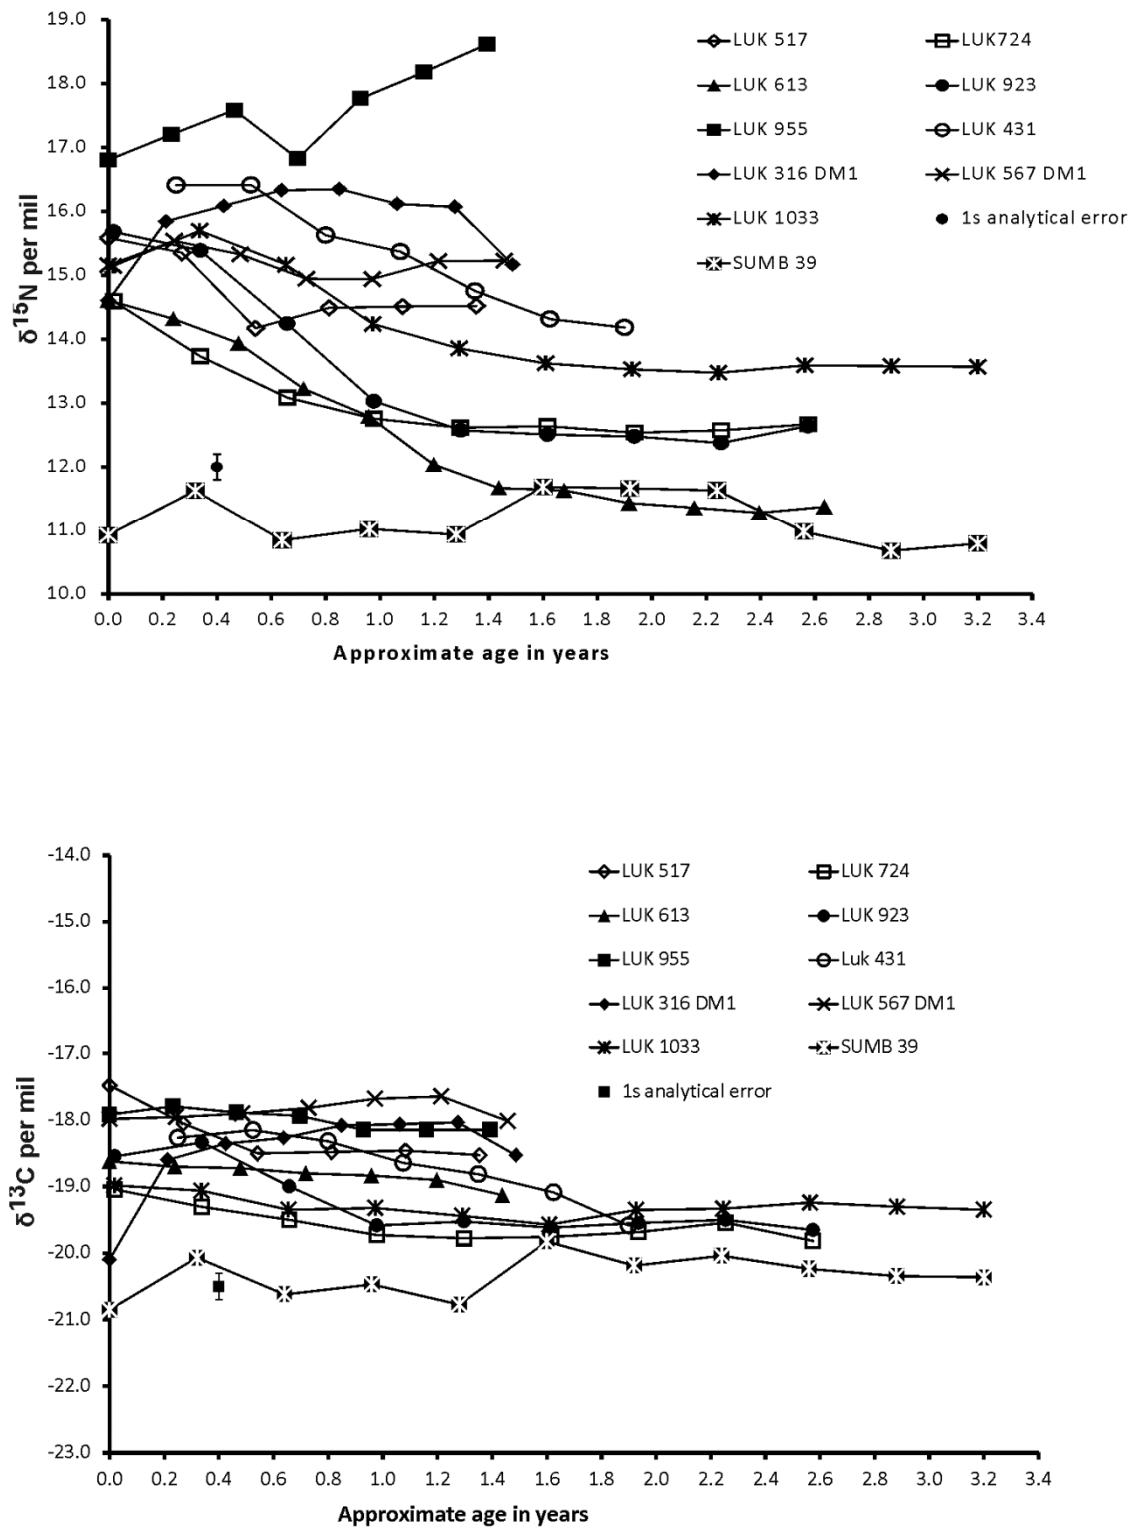 19.0
18.0
17.0
16.0
15.0
14.0
13.0
12.0
11.0
10.0
δ15N per mil
LUK 517 LUK724
LUK 613 LUK 923
LUK 955 LUK 431
LUK 316 DM1 LUK 567 DM1
LUK 1033 1s analytical error
SUMB 39
0.0 0.2 0.4 0.6 0.8 1.0 1.2 1.4 1.6 1.8 2.0 2.2 2.4 2.6 2.8 3.0 3.2 3.4
Approximate age in years
-14.0
-15.0
-16.0
-17.0
-18.0
-19.0
-20.0
-21.0
-22.0
-23.0
δ13C per mil
LUK 517 LUK 724
LUK 613 LUK 923
LUK 955 Luk 431
LUK 316 DM1 LUK 567 DM1
LUK 1033 SUMB 39
1s analytical error
0.0 0.2 0.4 0.6 0.8 1.0 1.2 1.4 1.6 1.8 2.0 2.2 2.4 2.6 2.8 3.0 3.2 3.4
Approximate age in years